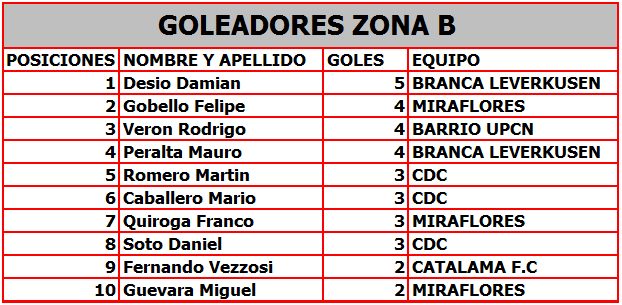 GOLEADORES ZONA B
POSICIONES NOMBRE Y APELLIDO GOLES EQUIPO
1 Desio Damian 5 BRANCA LEVERKUSEN
2 Gobello Felipe 4 MIRAFLORES
3 Veron Rodrigo 4 BARRIO UPCN
4 Peralta Mauro 4 BRANCA LEVERKUSEN
5 Romero Martin 3 CDC
6 Caballero Mario 3 CDC
7 Quiroga Franco 3 MIRAFLORES
8 Soto Daniel 3 CDC
9 Fernando Vezzosi 2 CATALAMA F.C
10 Guevara Miguel 2 MIRAFLORES